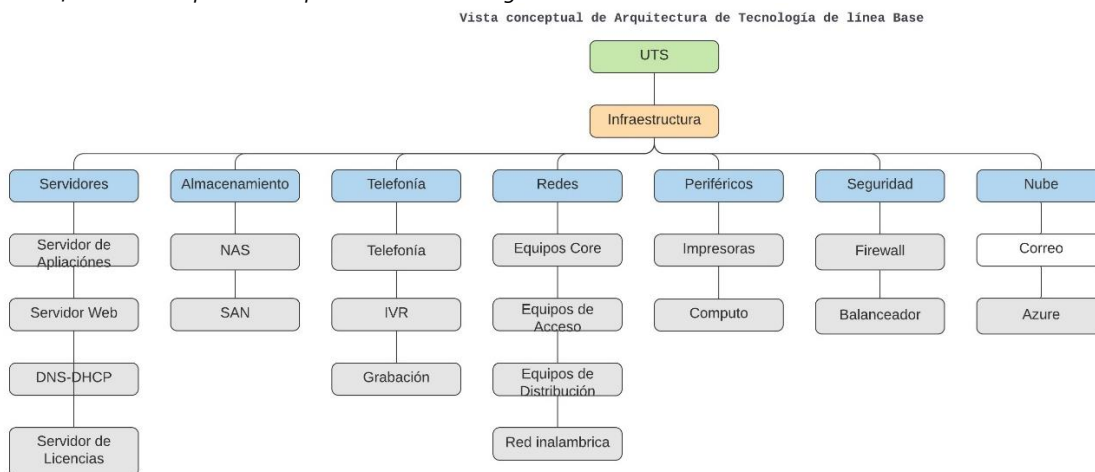 Vista conceptual de Arquitectura de Tecnología de línea Base
UTS
Infraestructura
Servidores
Almacenamiento
Telefonía
Redes
Periféricos
Seguridad
Nube
Servidor de
Apliaciónes
NAS
Telefonía
Equipos Core
Impresoras
Firewall
Correo
Servidor Web
SAN
IVR
Equipos de
Acceso
Computo
Balanceador
Azure
DNS-DHCP
Grabación
Equipos de
Distribución
Servidor de
Licencias
Red inalambrica